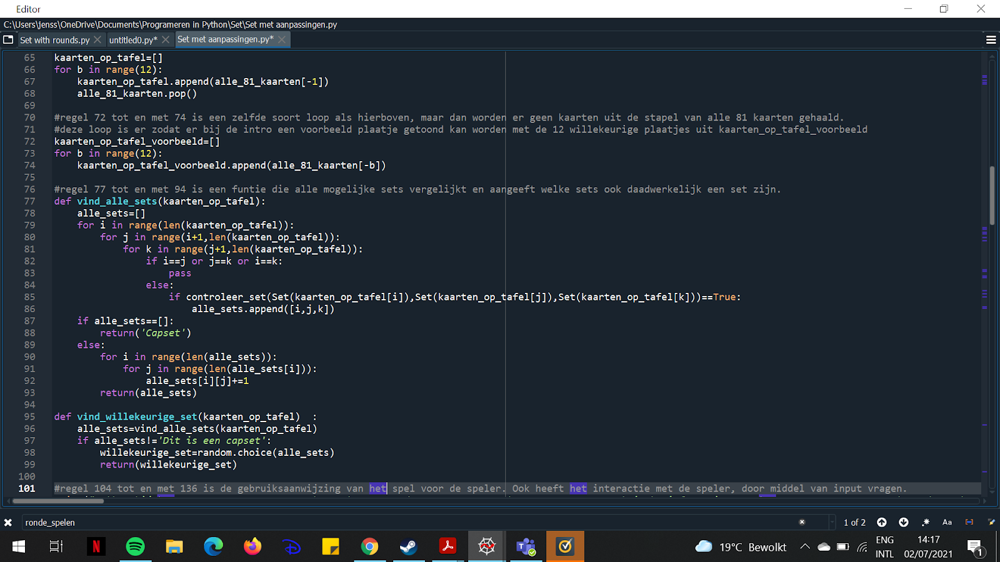 Editor
C:\Users\jenss\OneDrive\Documents\Programeren in Python\Set\Set met aanpassingen.py
Set with rounds.py untitled0.py* Set met aanpassingen.py*
65 kaarten_op_tafel=[]
66 for b in range(12):
67     kaarten_op_tafel.append(alle_81_kaarten[-1])
68     alle_81_kaarten.pop()
69
70 #regel 72 tot en met 74 is een zelfde soort loop als hierboven, maar dan worden er geen kaarten uit de stapel van alle 81 kaarten gehaald.
71 #deze loop is er zodat er bij de intro een voorbeeld plaatje getoond kan worden met de 12 willekeurige plaatjes uit kaarten_op_tafel_voorbeeld
72 kaarten_op_tafel_voorbeeld=[]
73 for b in range(12):
74     kaarten_op_tafel_voorbeeld.append(alle_81_kaarten[-b])
75
76 #regel 77 tot en met 94 is een funtie die alle mogelijke sets vergelijkt en aangeeft welke sets ook daadwerkelijk een set zijn.
77 def vind_alle_sets(kaarten_op_tafel):
78     alle_sets=[]
79     for i in range(len(kaarten_op_tafel)):
80         for j in range(i+1,len(kaarten_op_tafel)):
81             for k in range(j+1,len(kaarten_op_tafel)):
82                 if i==j or j==k or i==k:
83                     pass
84                 else:
85                     if controleer_set(Set(kaarten_op_tafel[i]),Set(kaarten_op_tafel[j]),Set(kaarten_op_tafel[k]))==True:
86                         alle_sets.append([i,j,k])
87     if alle_sets==[]:
88         return('Capset')
89     else:
90         for i in range(len(alle_sets)):
91             for j in range(len(alle_sets[i])):
92                 alle_sets[i][j]+=1
93         return(alle_sets)
94
95 def vind_willekeurige_set(kaarten_op_tafel)  :
96     alle_sets=vind_alle_sets(kaarten_op_tafel)
97     if alle_sets!='Dit is een capset':
98         willekeurige_set=random.choice(alle_sets)
99         return(willekeurige_set)
100
101 #regel 104 tot en met 136 is de gebruiksaanwijzing van het spel voor de speler. Ook heeft het interactie met de speler, door middel van input vragen.
ronde_spelen 1 of 2 .* Aa
19°C Bewolkt ENG INTL 14:17 02/07/2021 1